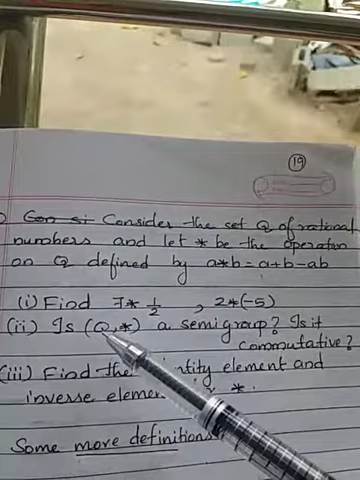 19
Con si Consider the set Q of rational
numbers and let * be the operation
on Q defined by a*b=a+b-ab
(i) Find 7* 1/2 , 2*(-5)
(ii) Is (Q,*) a semigroup? Is it
commutative?
(iii) Find the identity element and
inverse *.
Some more definitions